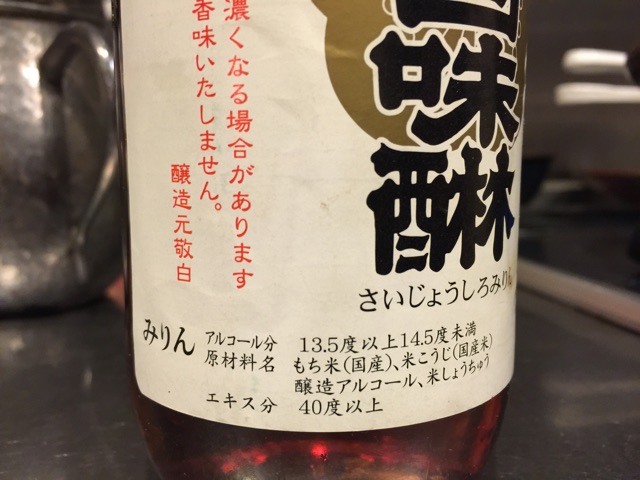 白味醂
さいじょうしろみりん
濃くなる場合があります
香味いたしません。
醸造元敬白
みりん
アルコール分 13.5度以上14.5度未満
原材料名 もち米(国産)、米こうじ(国産米)
醸造アルコール、米しょうちゅう
エキス分 40度以上